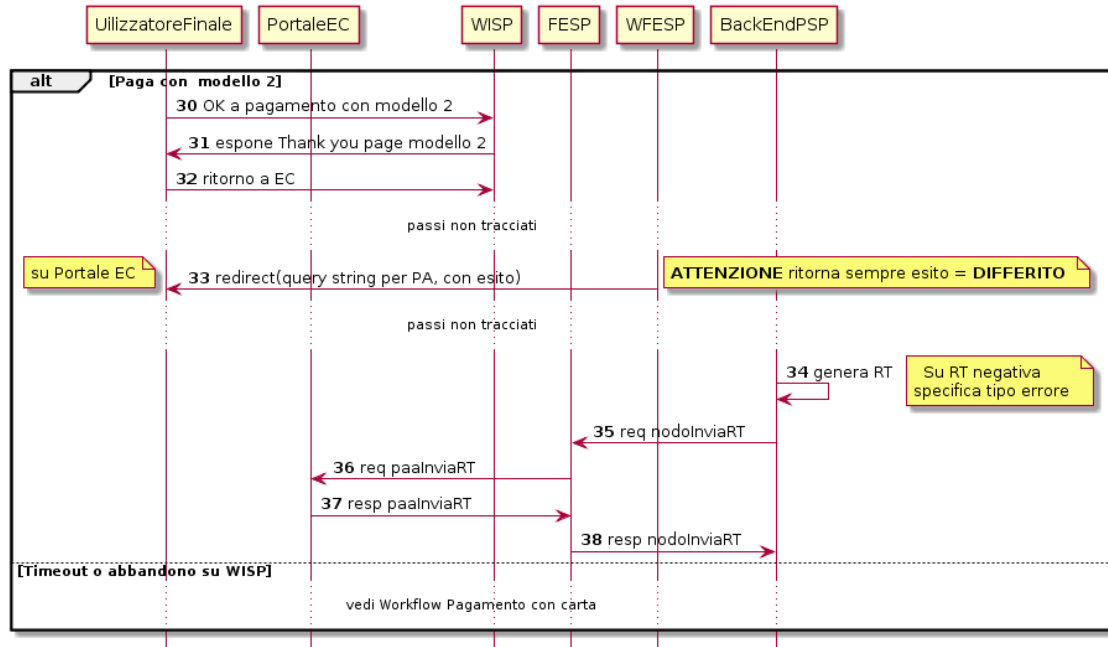 UilizzatoreFinale
PortaleEC
WISP
FESP
WFESP
BackEndPSP
alt
[Paga con modello 2]
30 OK a pagamento con modello 2
31 espone Thank you page modello 2
32 ritorno a EC
passi non tracciati
su Portale EC
33 redirect(query string per PA, con esito)
ATTENZIONE ritorna sempre esito = DIFFERITO
passi non tracciati
34 genera RT
Su RT negativa
specifica tipo errore
35 req nodoInviaRT
36 req paaInviaRT
37 resp paaInviaRT
38 resp nodoInviaRT
[Timeout o abbandono su WISP]
vedi Workflow Pagamento con carta